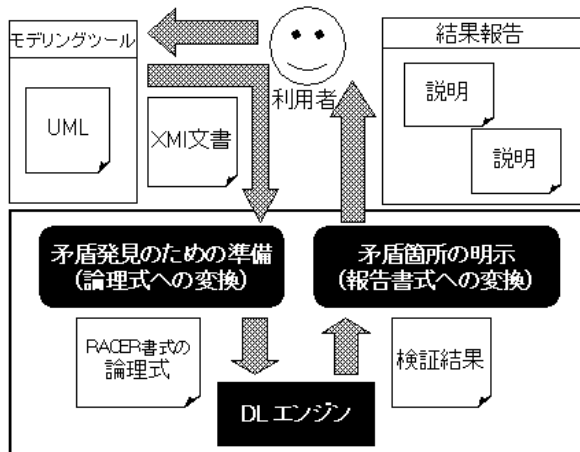 モデリングツール
UML
XMI文書
利用者
結果報告
説明
説明
矛盾発見のための準備
(論理式への変換)
矛盾箇所の明示
(報告書式への変換)
RACER書式の
論理式
検証結果
DLエンジン